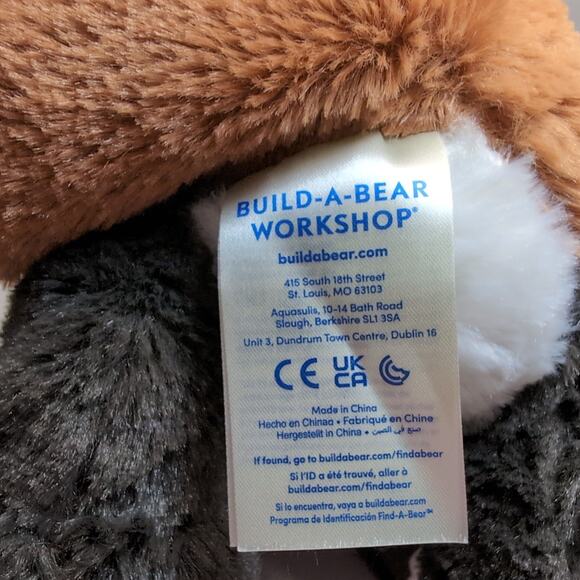 BUILD-A-BEAR
WORKSHOP®
buildabear.com
415 South 18th Street
St. Louis, MO 63103
Aquasulis, 10-14 Bath Road
Slough, Berkshire SL1 3SA
Unit 3, Dundrum Town Centre, Dublin 16
CE UK
CA
Made in China
Hecho en Chinaa • Fabriqué en Chine
Hergestellt in China • صنع في الصين
If found, go to buildabear.com/findabear
Si l'ID a été trouvé, aller à
buildabear.com/findabear
Si lo encuentra, vaya a buildabear.com
Programa de Identificación Find-A-Bear℠